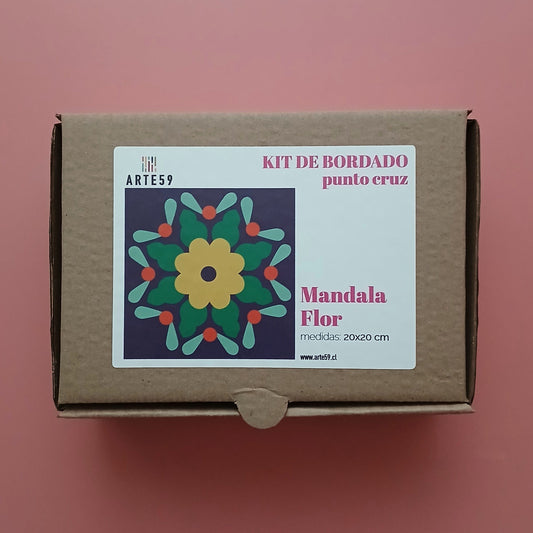 ARTE59
KIT DE BORDADO
punto cruz
Mandala
Flor
medidas: 20x20 cm
www.arte59.cl